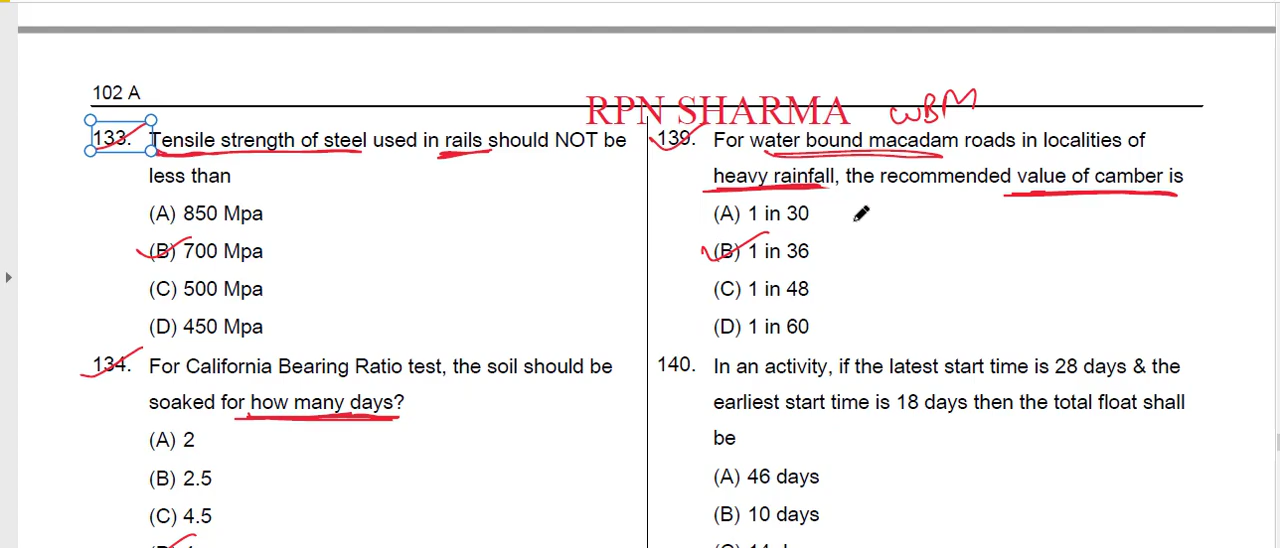 102 A
RPN SHARMA
WBM
133. Tensile strength of steel used in rails should NOT be
less than
(A) 850 Mpa
(B) 700 Mpa
(C) 500 Mpa
(D) 450 Mpa
134. For California Bearing Ratio test, the soil should be
soaked for how many days?
(A) 2
(B) 2.5
(C) 4.5
139. For water bound macadam roads in localities of
heavy rainfall, the recommended value of camber is
(A) 1 in 30
(B) 1 in 36
(C) 1 in 48
(D) 1 in 60
140. In an activity, if the latest start time is 28 days & the
earliest start time is 18 days then the total float shall
be
(A) 46 days
(B) 10 days